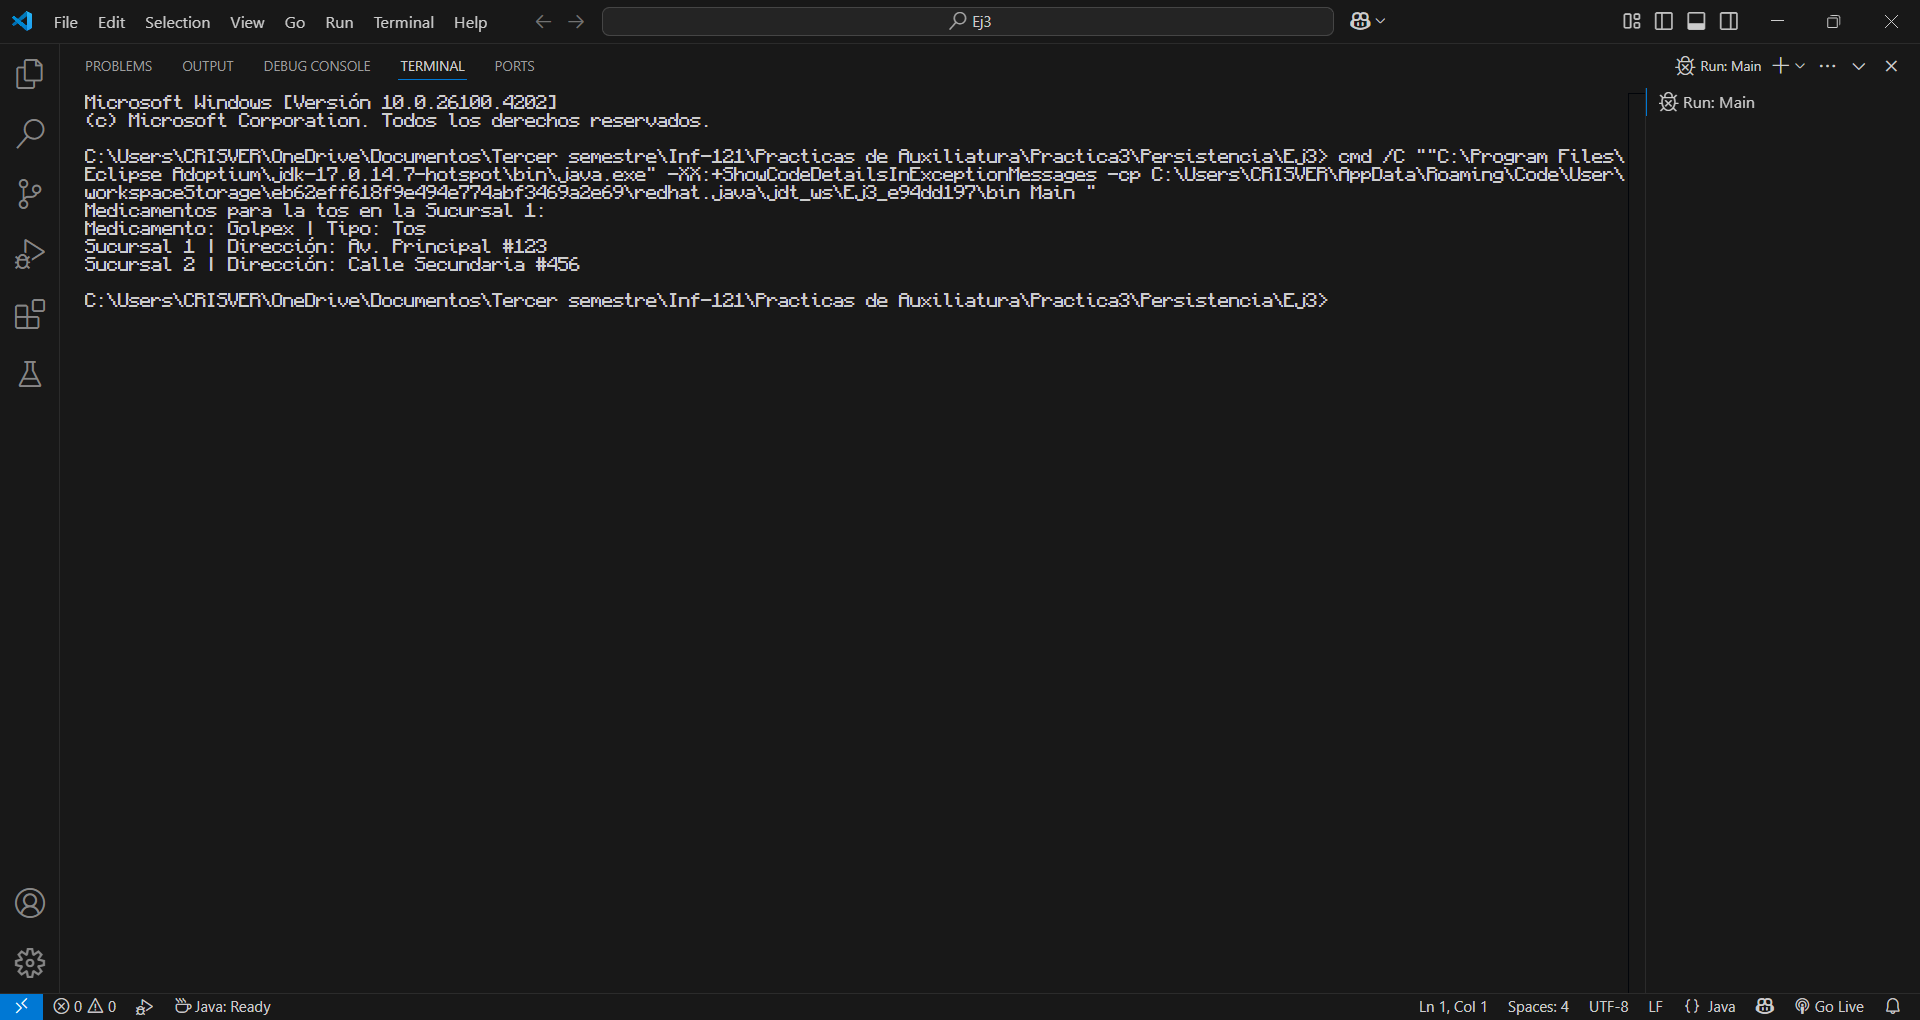 File Edit Selection View Go Run Terminal Help Ej3
PROBLEMS OUTPUT DEBUG CONSOLE TERMINAL PORTS Run: Main
Run: Main
Microsoft Windows [Versión 10.0.26100.4202]
(c) Microsoft Corporation. Todos los derechos reservados.
C:\Users\CRISVER\OneDrive\Documentos\Tercer semestre\Inf-121\Practicas de Auxiliatura\Practica3\Persistencia\Ej3> cmd /C ""C:\Program Files\
Eclipse Adoptium\jdk-17.0.14.7-hotspot\bin\java.exe" -XX:+ShowCodeDetailsInExceptionMessages -cp C:\Users\CRISVER\AppData\Roaming\Code\User\
workspaceStorage\eb62eff618f9e494e774abf3469a2e69\redhat.java\jdt_ws\Ej3_e94dd197\bin Main "
Medicamentos para la tos en la Sucursal 1:
Medicamento: Golpex | Tipo: Tos
Sucursal 1 | Dirección: Av. Principal #123
Sucursal 2 | Dirección: Calle Secundaria #456
C:\Users\CRISVER\OneDrive\Documentos\Tercer semestre\Inf-121\Practicas de Auxiliatura\Practica3\Persistencia\Ej3>
0 0 Java: Ready Ln 1, Col 1 Spaces: 4 UTF-8 LF {} Java Go Live